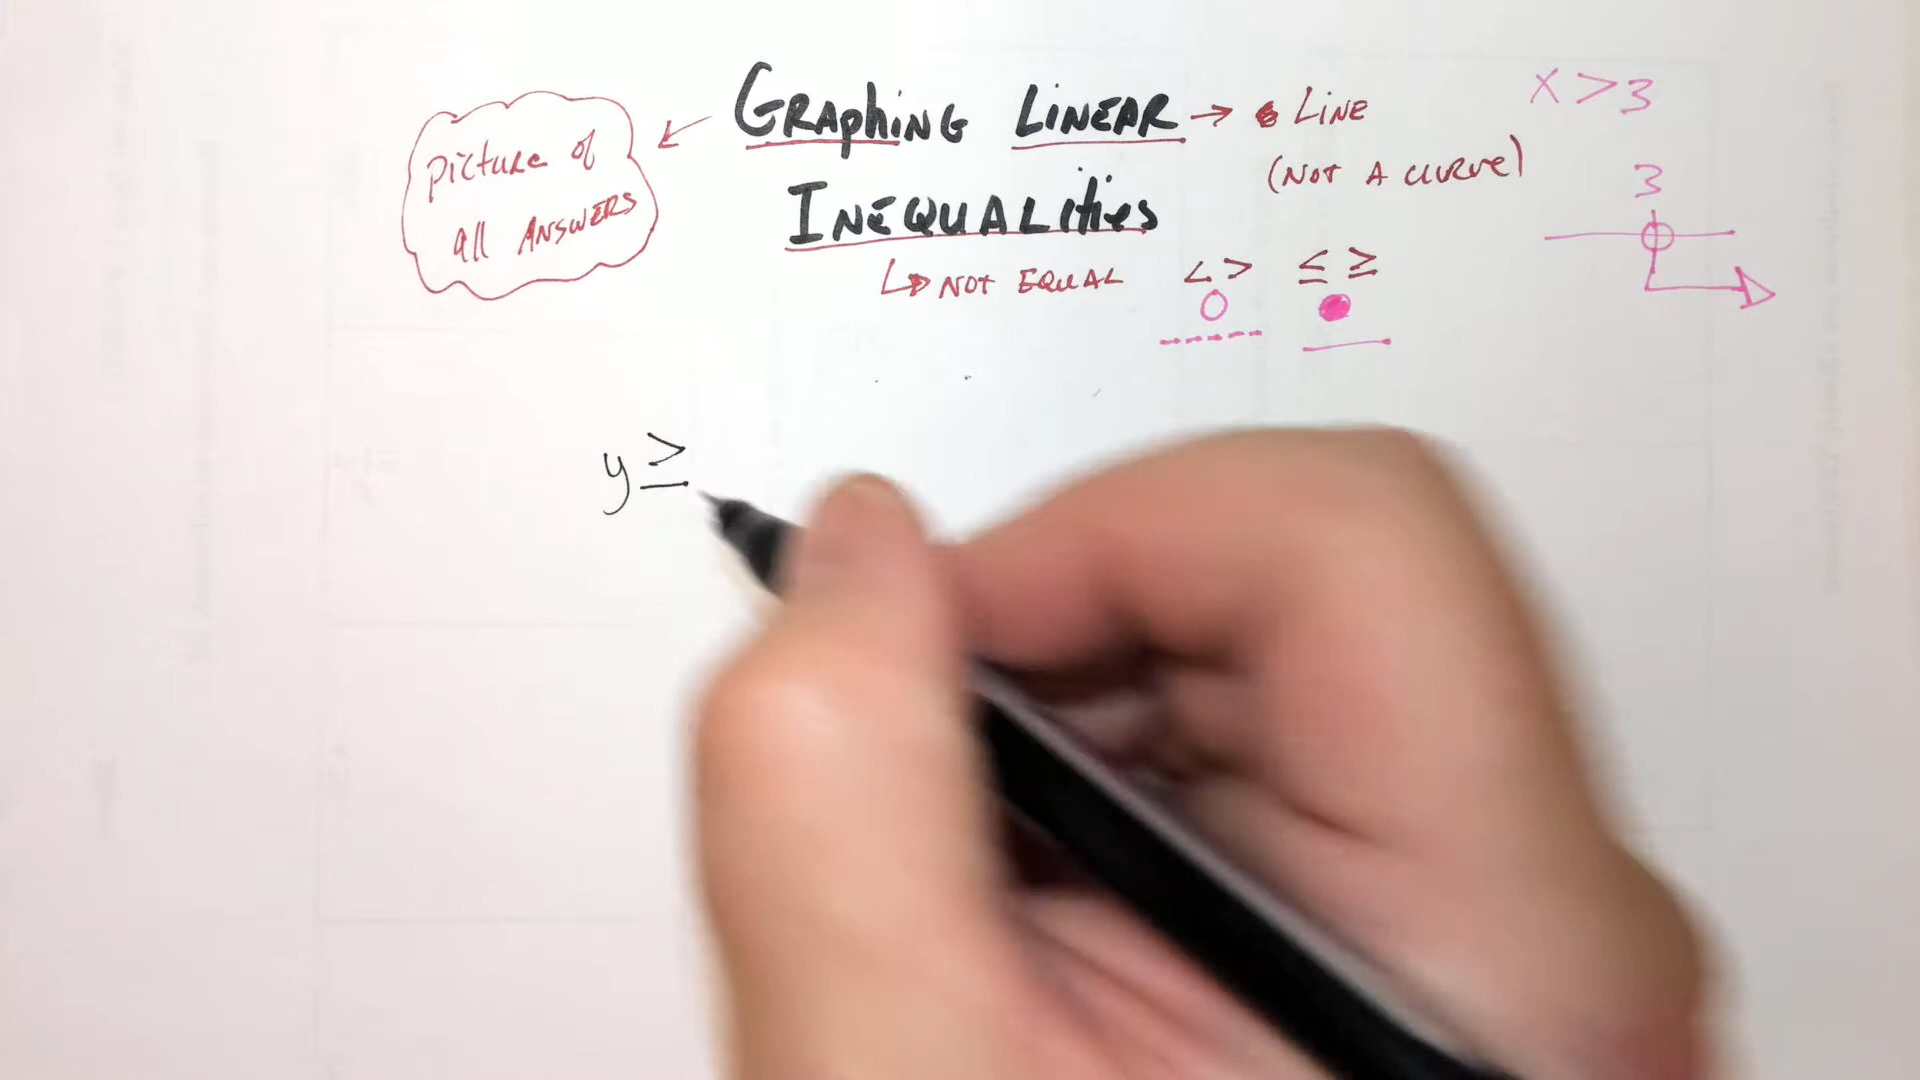 GRAphiNG LiNEAR → LiNE
x > 3
picture of
all ANSWERS
(NOT A CURVE)
INEQUALities
3
↳ NOT EQUAL < > ≤ ≥
y ≥